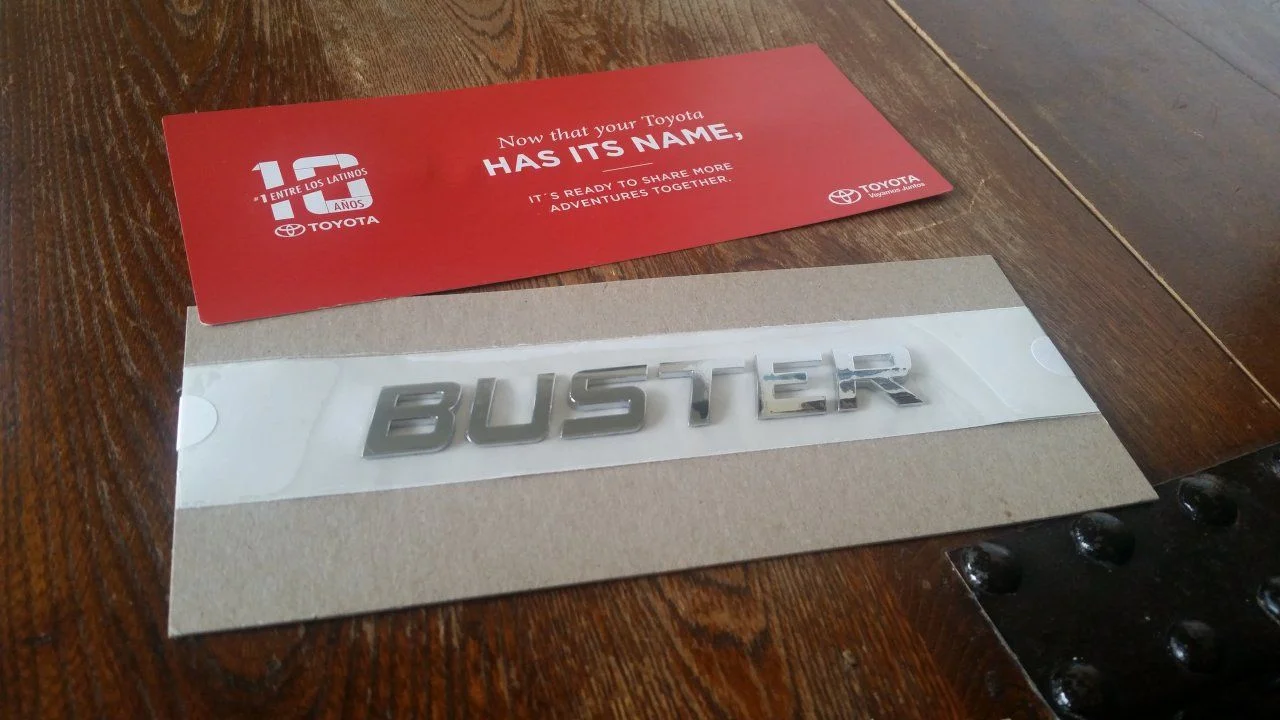 10
#1 ENTRE LOS LATINOS
AÑOS
TOYOTA
Now that your Toyota
HAS ITS NAME,
IT´S READY TO SHARE MORE
ADVENTURES TOGETHER.
TOYOTA
Vayamos Juntos
BUSTER